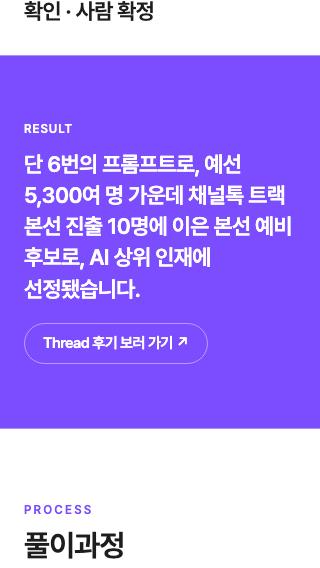 확인 · 사람 확정
RESULT
단 6번의 프롬프트로, 예선
5,300여 명 가운데 채널톡 트랙
본선 진출 10명에 이은 본선 예비
후보로, AI 상위 인재에
선정됐습니다.
Thread 후기 보러 가기 ↗
PROCESS
풀이과정